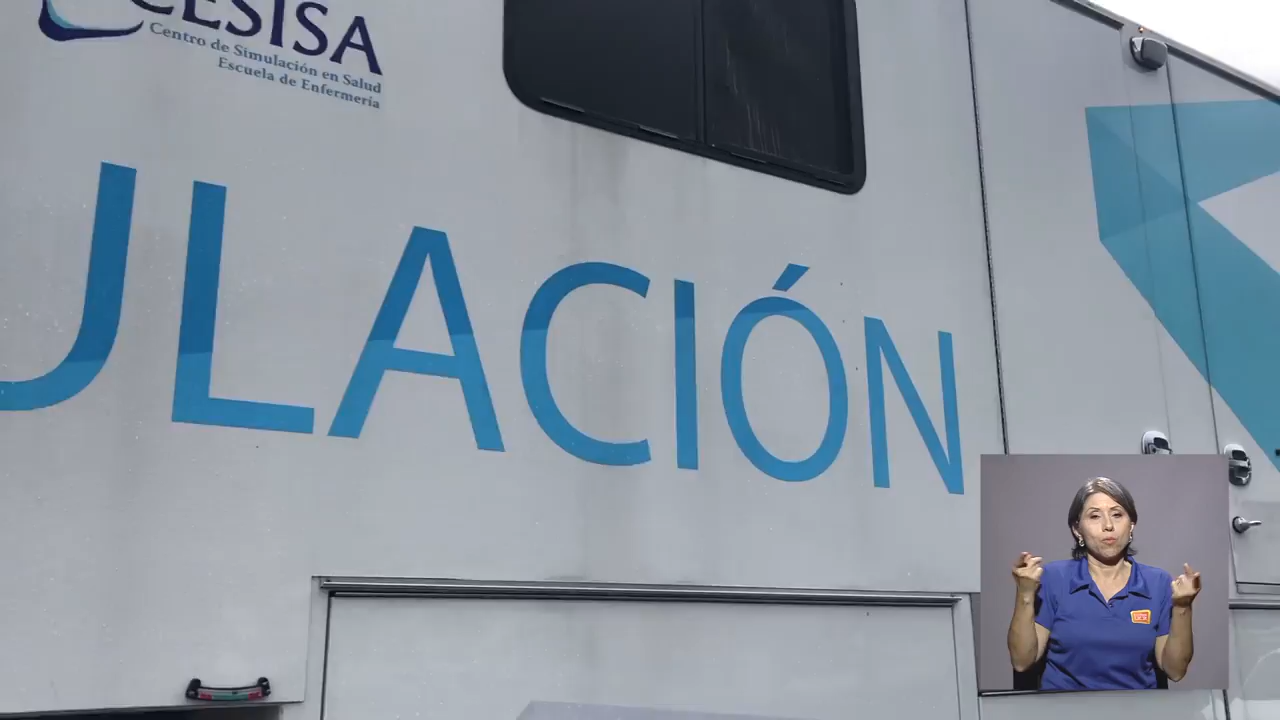 CESISA
Centro de Simulación en Salud
Escuela de Enfermería
ULACIÓN